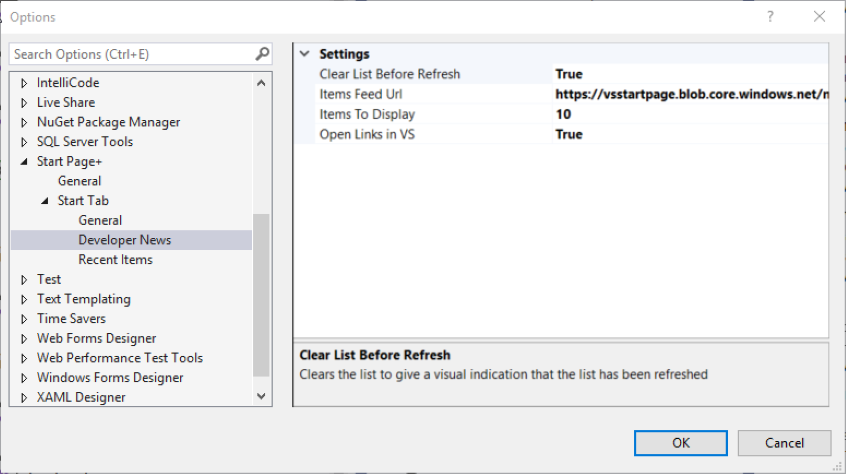 Options
?
Search Options (Ctrl+E)
IntelliCode
Live Share
NuGet Package Manager
SQL Server Tools
Start Page+
General
Start Tab
General
Developer News
Recent Items
Test
Text Templating
Time Savers
Web Forms Designer
Web Performance Test Tools
Windows Forms Designer
XAML Designer
Settings
Clear List Before Refresh True
Items Feed Url https://vsstartpage.blob.core.windows.net/n
Items To Display 10
Open Links in VS True
Clear List Before Refresh
Clears the list to give a visual indication that the list has been refreshed
OK Cancel